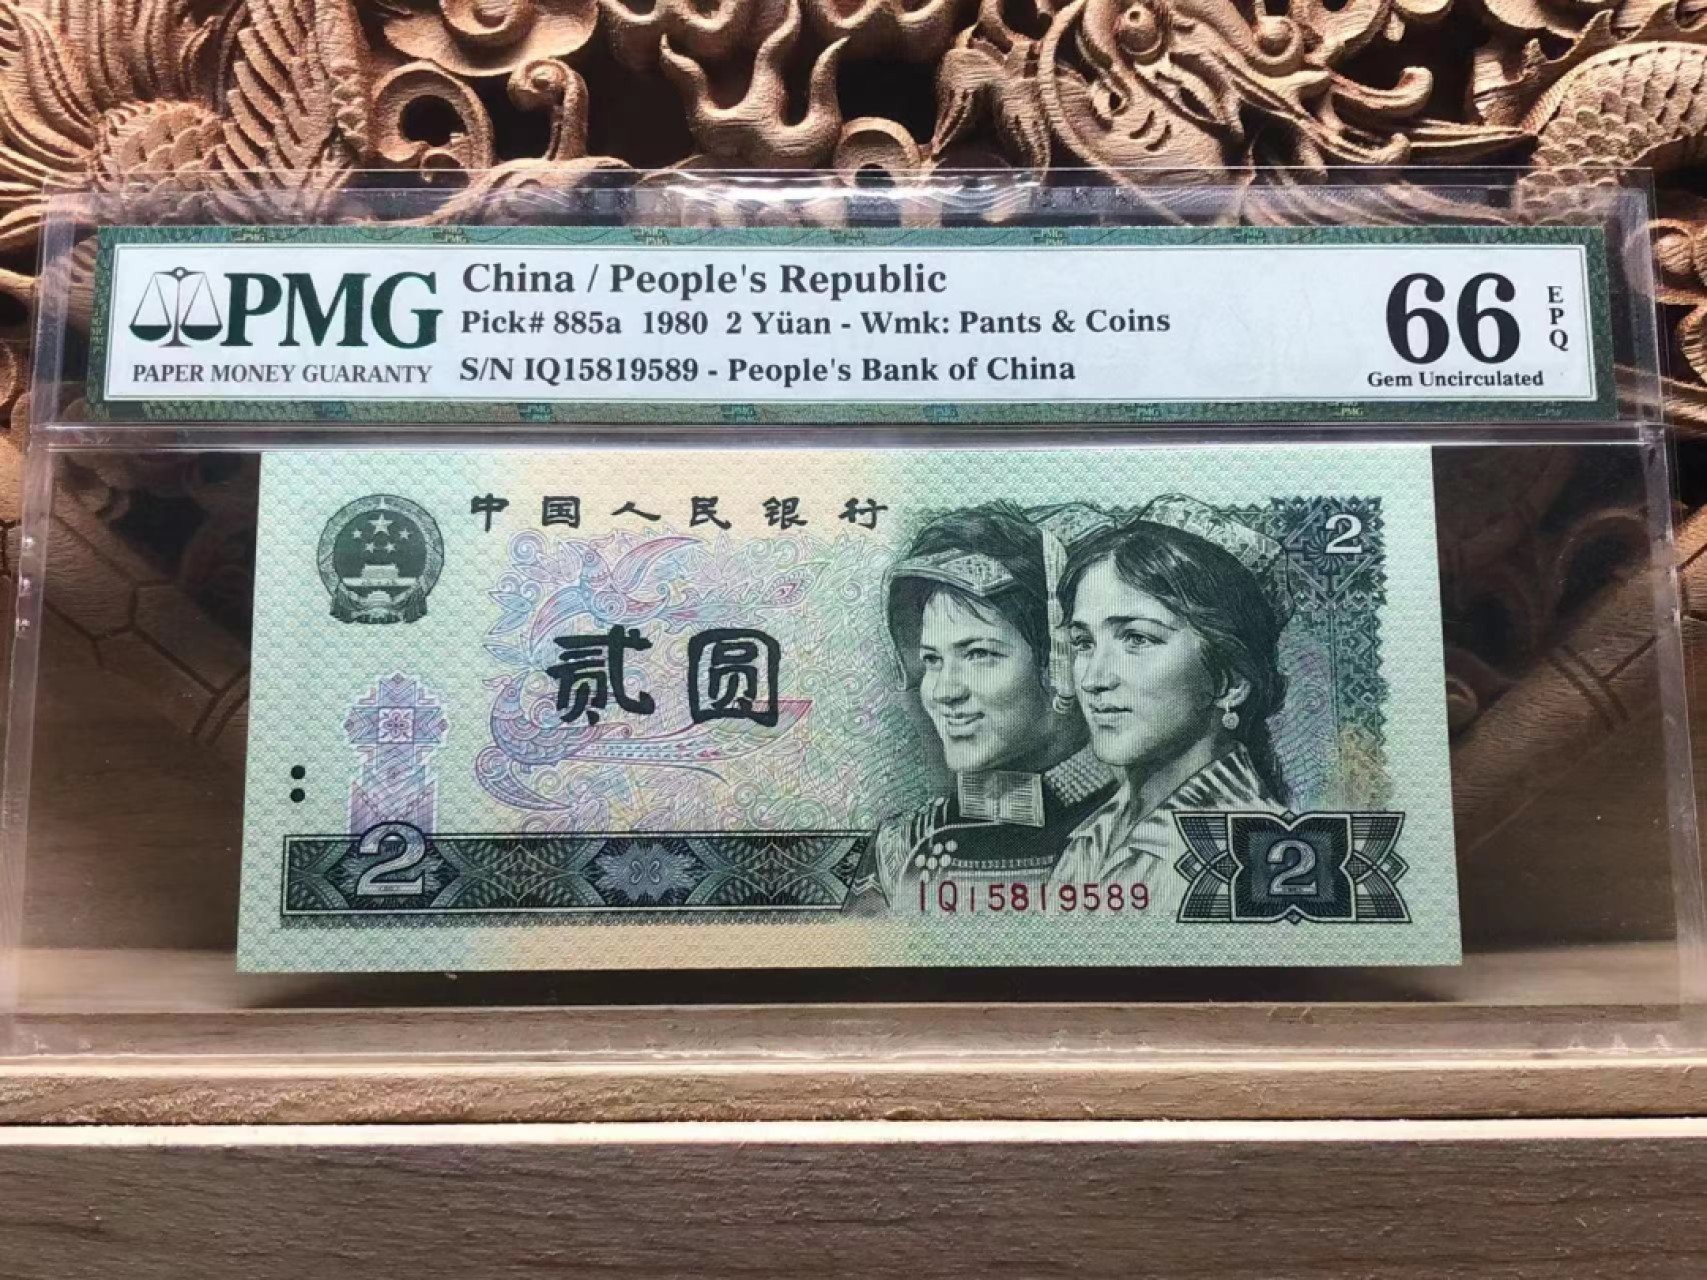 PMG
PAPER MONEY GUARANTY
China / People's Republic
Pick# 885a 1980 2 Yüan - Wmk: Pants & Coins
S/N IQ15819589 - People's Bank of China
66
EPQ
Gem Uncirculated
中国人民银行
2
贰圆
2
IQ15819589
2